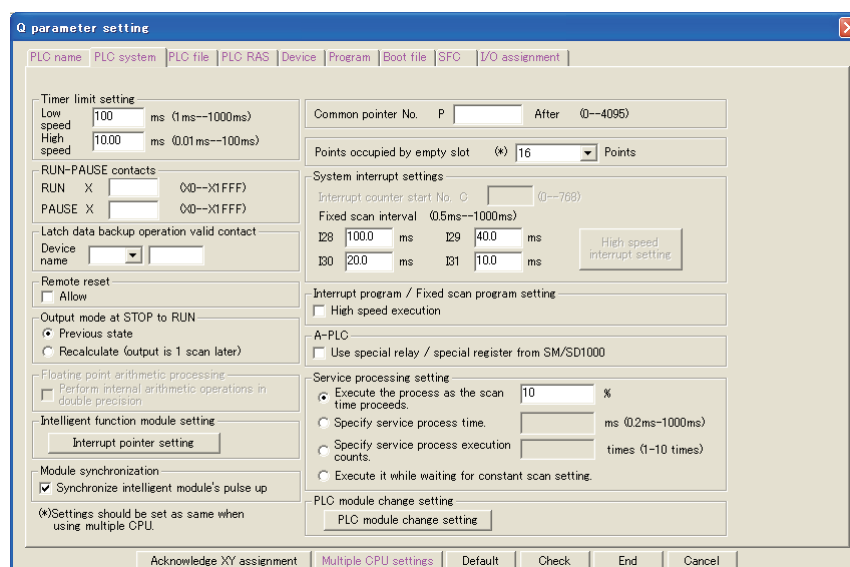 Q parameter setting
PLC name PLC system PLC file PLC RAS Device Program Boot file SFC I/O assignment
Timer limit setting
Low speed 100 ms (1ms--1000ms)
High speed 10.00 ms (0.01ms--100ms)
RUN-PAUSE contacts
RUN X (X0--X1FFF)
PAUSE X (X0--X1FFF)
Latch data backup operation valid contact
Device name
Remote reset
Allow
Output mode at STOP to RUN
Previous state
Recalculate (output is 1 scan later)
Floating point arithmetic processing
Perform internal arithmetic operations in
double precision
Intelligent function module setting
Interrupt pointer setting
Module synchronization
Synchronize intelligent module's pulse up
(*)Settings should be set as same when
using multiple CPU.
Common pointer No. P After (0--4095)
Points occupied by empty slot (*) 16 Points
System interrupt settings
Interrupt counter start No. C (0--768)
Fixed scan interval (0.5ms--1000ms)
I28 100.0 ms I29 40.0 ms
I30 20.0 ms I31 10.0 ms
High speed
interrupt setting
Interrupt program / Fixed scan program setting
High speed execution
A-PLC
Use special relay / special register from SM/SD1000
Service processing setting
Execute the process as the scan
time proceeds. 10 %
Specify service process time. ms (0.2ms-1000ms)
Specify service process execution
counts. times (1-10 times)
Execute it while waiting for constant scan setting.
PLC module change setting
PLC module change setting
Acknowledge XY assignment Multiple CPU settings Default Check End Cancel